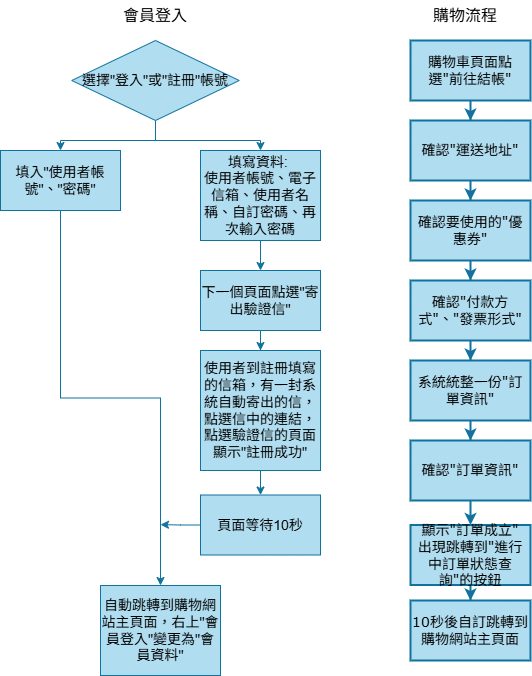 會員登入
選擇"登入"或"註冊"帳號
填入"使用者帳
號"、"密碼"
填寫資料:
使用者帳號、電子
信箱、使用者名
稱、自訂密碼、再
次輸入密碼
下一個頁面點選"寄
出驗證信"
使用者到註冊填寫
的信箱，有一封系
統自動寄出的信，
點選信中的連結，
點選驗證信的頁面
顯示"註冊成功"
頁面等待10秒
自動跳轉到購物網
站主頁面，右上"會
員登入"變更為"會
員資料"
購物流程
購物車頁面點
選"前往結帳"
確認"運送地址"
確認要使用的"優
惠券"
確認"付款方
式"、"發票形式"
系統統整一份"訂
單資訊"
確認"訂單資訊"
顯示"訂單成立"
出現跳轉到"進行
中訂單狀態查
詢"的按鈕
10秒後自訂跳轉到
購物網站主頁面